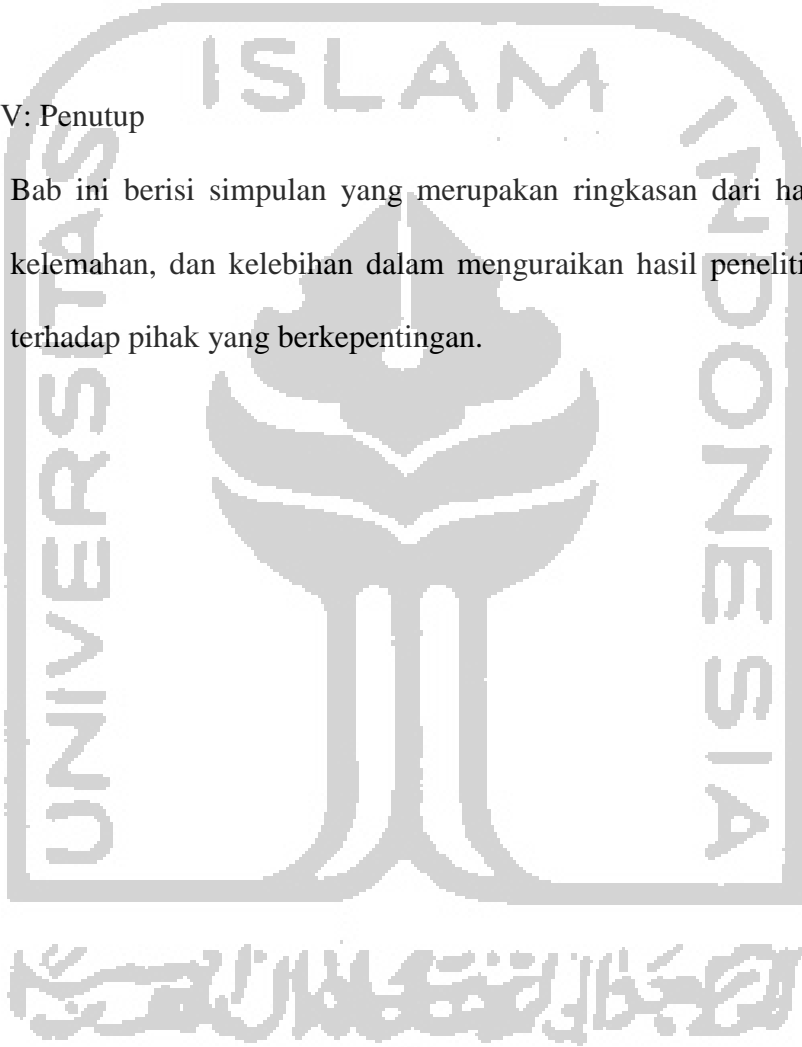 ISLAM
UNIVERSITAS
INDONESIA
V: Penutup
Bab ini berisi simpulan yang merupakan ringkasan dari ha
kelemahan, dan kelebihan dalam menguraikan hasil peneliti
terhadap pihak yang berkepentingan.